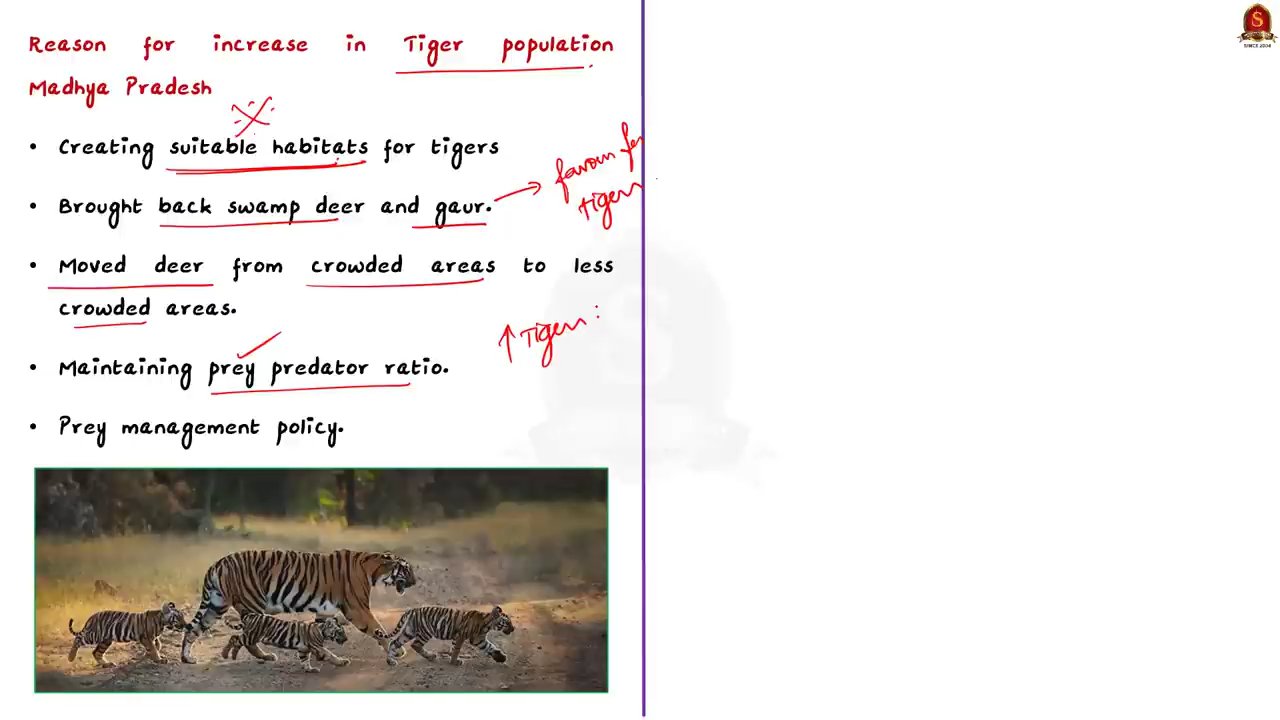 Reason for increase in Tiger population
Madhya Pradesh
• Creating suitable habitats for tigers
• Brought back swamp deer and gaur.
favour for
tigers
• Moved deer from crowded areas to less
crowded areas.
↑ Tigers:
• Maintaining prey predator ratio.
• Prey management policy.
S
SINCE 2004